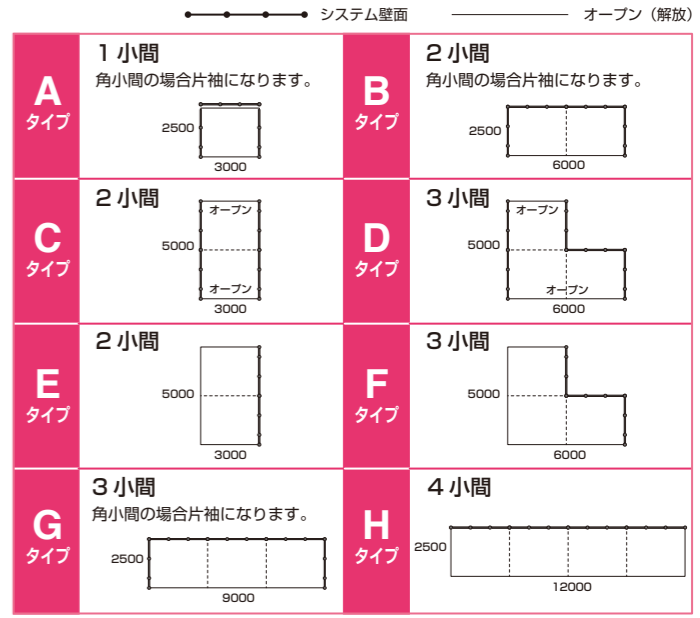 システム壁面 オープン（解放）
A
タイプ
1 小間
角小間の場合片袖になります。
2500
3000
B
タイプ
2 小間
角小間の場合片袖になります。
2500
6000
C
タイプ
2 小間
オープン
5000
オープン
3000
D
タイプ
3 小間
オープン
5000
オープン
6000
E
タイプ
2 小間
5000
3000
F
タイプ
3 小間
5000
6000
G
タイプ
3 小間
角小間の場合片袖になります。
2500
9000
H
タイプ
4 小間
2500
12000